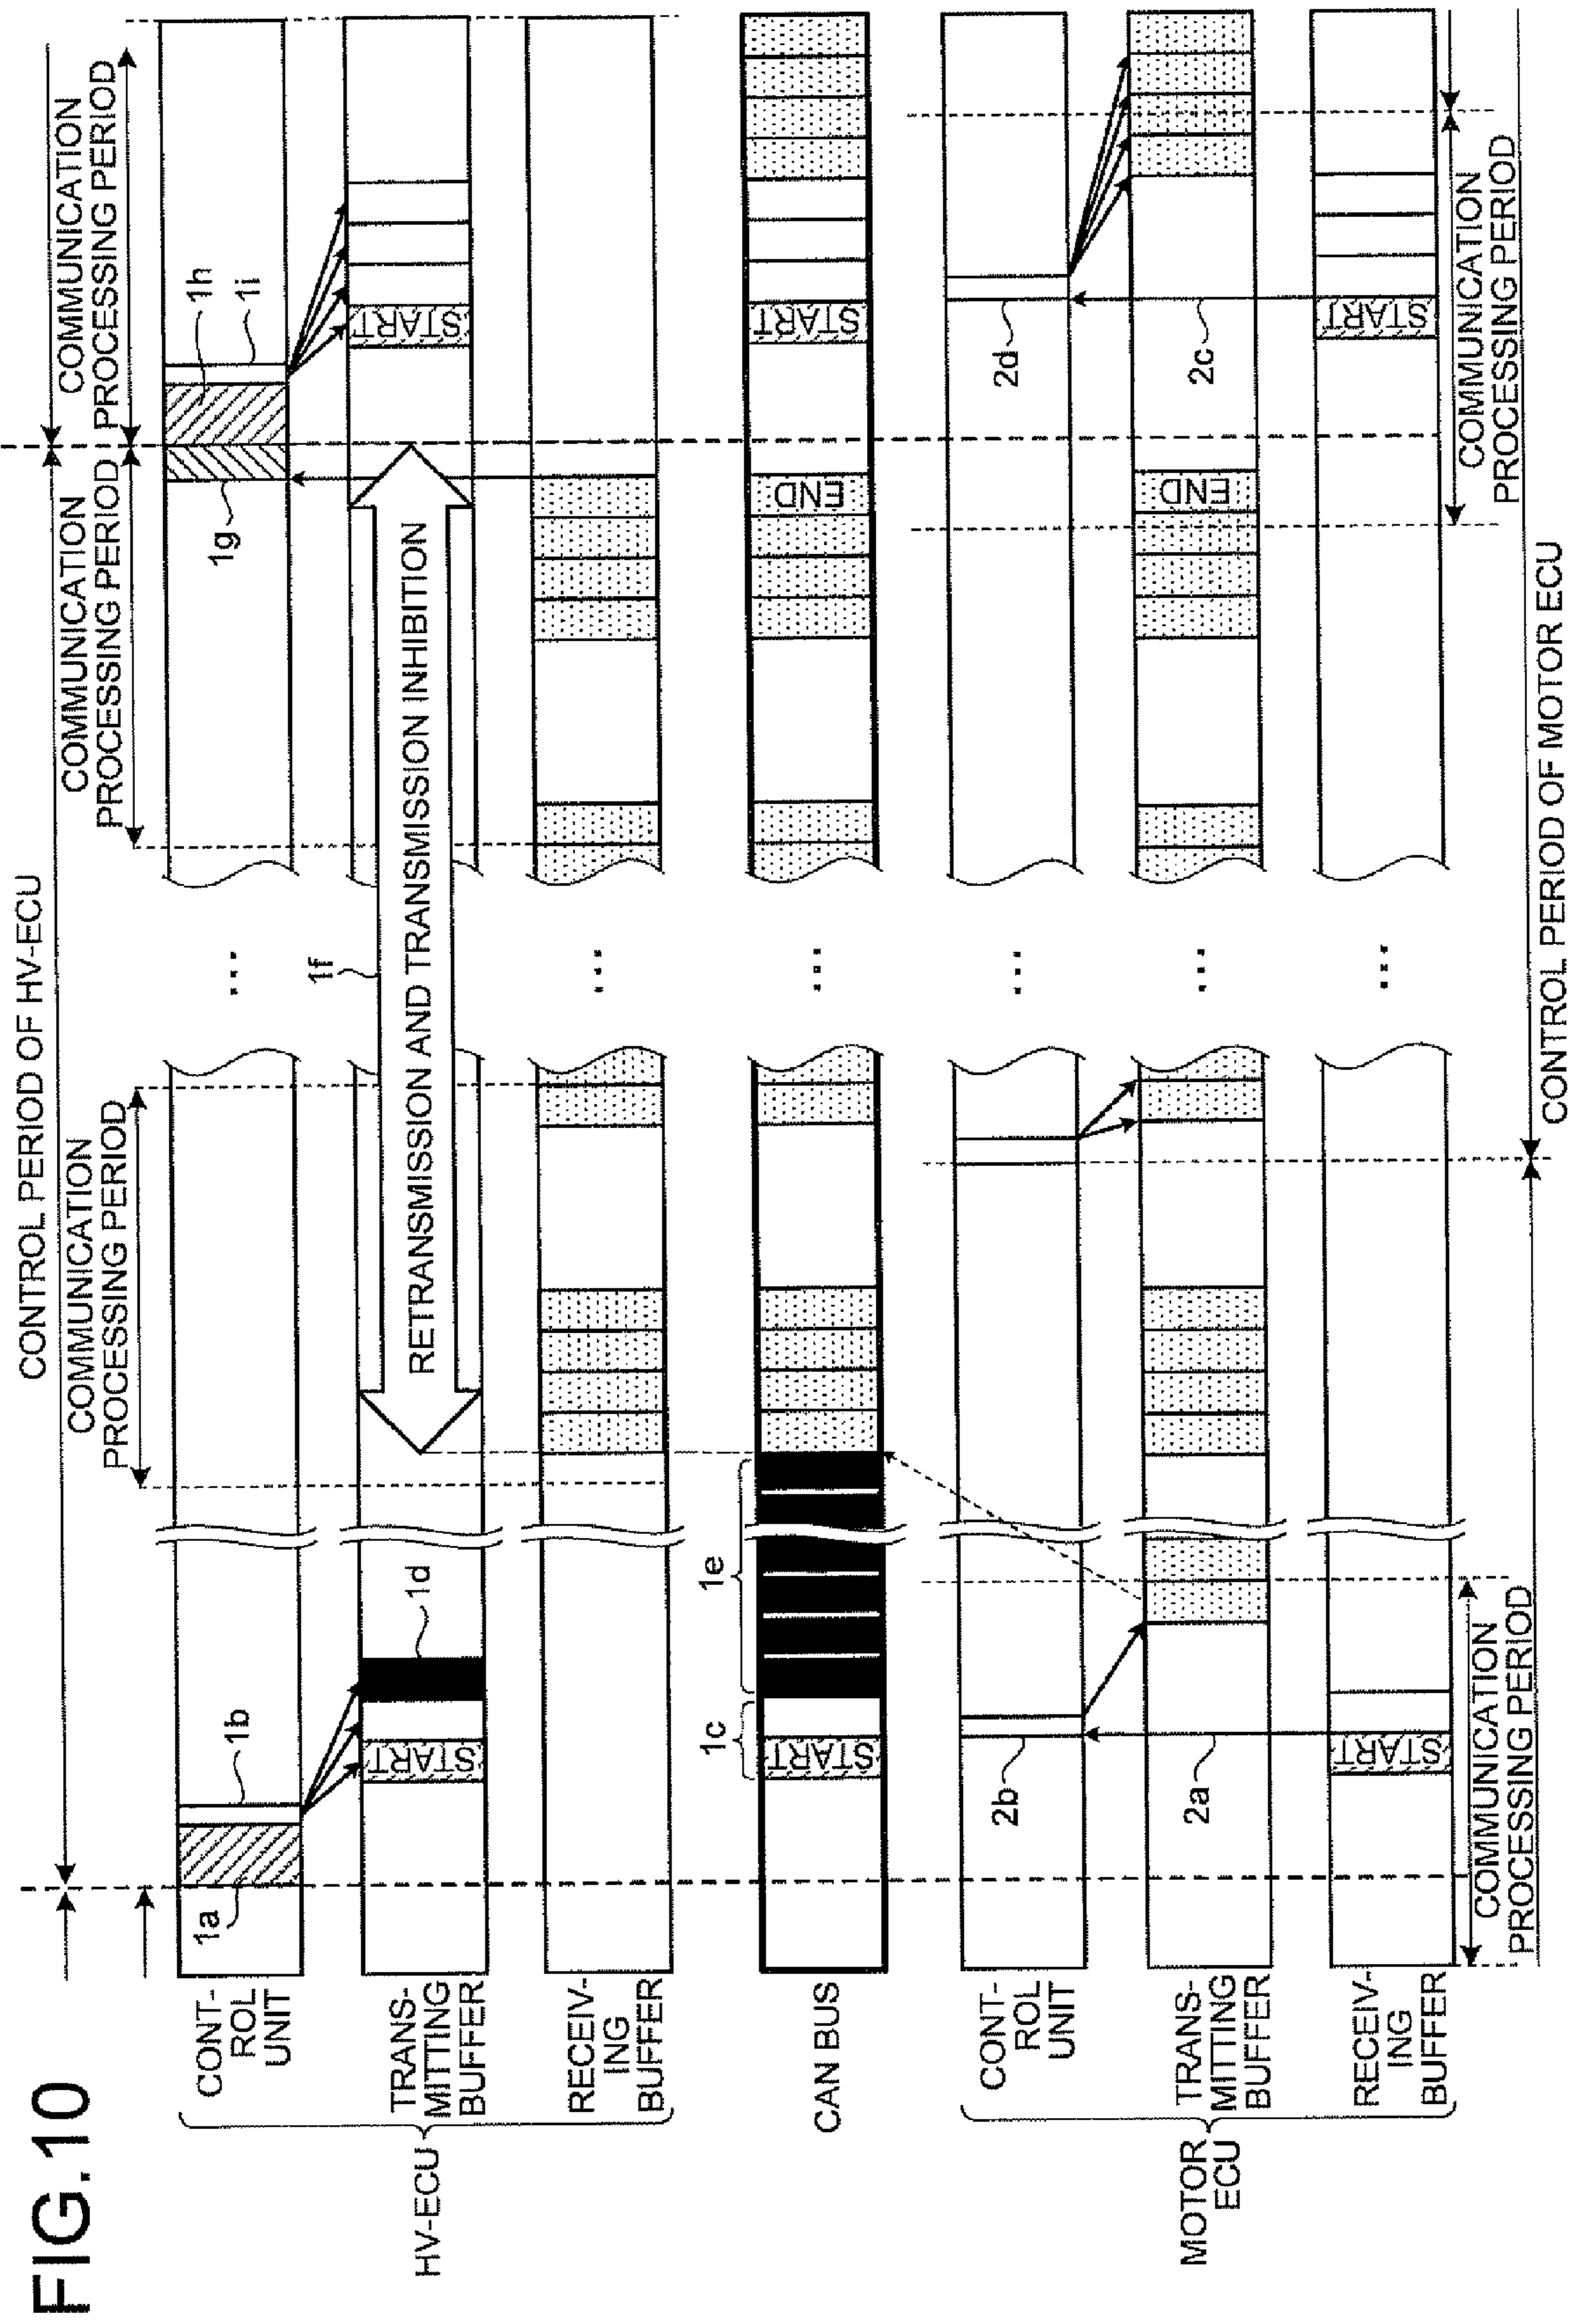 FIG.10
CONTROL PERIOD OF HV-ECU
COMMUNICATION
PROCESSING PERIOD
COMMUNICATION
PROCESSING PERIOD
COMMUNICATION
PROCESSING PERIOD
HV-ECU
CONT-
ROL
UNIT
1a
1b
1g
1h
1i
TRANS-
MITTING
BUFFER
START
1d
1f
RETRANSMISSION AND TRANSMISSION INHIBITION
START
RECEIV-
ING
BUFFER
CAN BUS
1c
START
1e
END
START
MOTOR
ECU
CONT-
ROL
UNIT
2b
2d
TRANS-
MITTING
BUFFER
2a
END
2c
RECEIV-
ING
BUFFER
START
START
COMMUNICATION
PROCESSING PERIOD
COMMUNICATION
PROCESSING PERIOD
CONTROL PERIOD OF MOTOR ECU